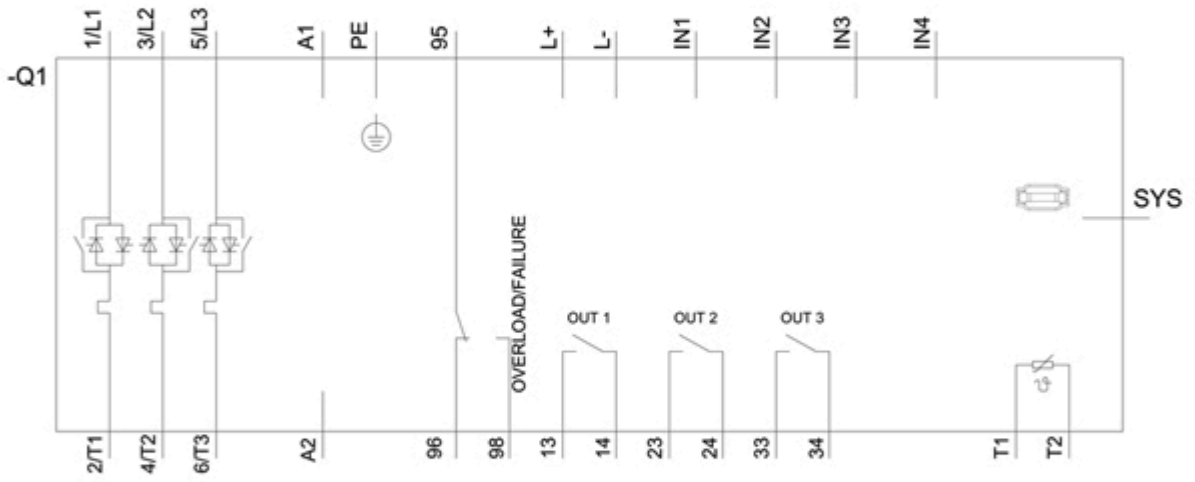 1/L1
3/L2
5/L3
A1
PE
95
L+
L-
IN1
IN2
IN3
IN4
-Q1
SYS
OVERLOAD/FAILURE
OUT 1
OUT 2
OUT 3
ϑ
2/T1
4/T2
6/T3
A2
96
98
13
14
23
24
33
34
T1
T2